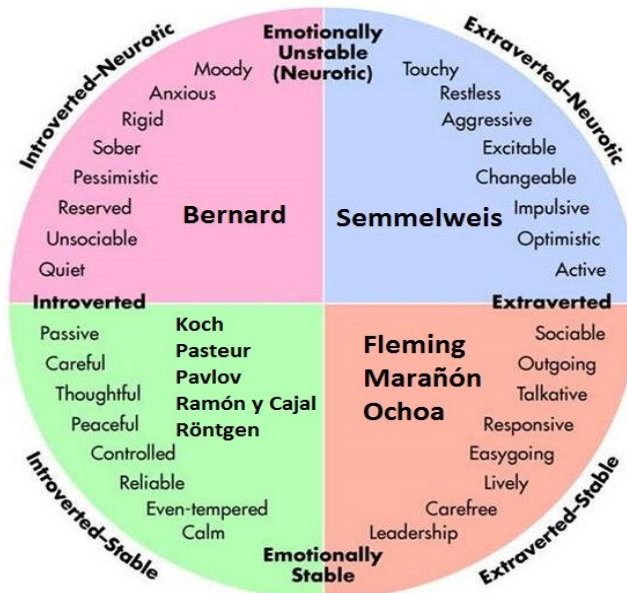 Emotionally
Unstable
(Neurotic)
Introverted–Neurotic
Extraverted–Neurotic
Moody
Anxious
Rigid
Sober
Pessimistic
Reserved
Unsociable
Quiet
Bernard
Touchy
Restless
Aggressive
Excitable
Changeable
Impulsive
Optimistic
Active
Semmelweis
Introverted
Extraverted
Passive
Careful
Thoughtful
Peaceful
Controlled
Reliable
Even-tempered
Calm
Koch
Pasteur
Pavlov
Ramón y Cajal
Röntgen
Fleming
Marañón
Ochoa
Sociable
Outgoing
Talkative
Responsive
Easygoing
Lively
Carefree
Leadership
Introverted–Stable
Extraverted–Stable
Emotionally
Stable